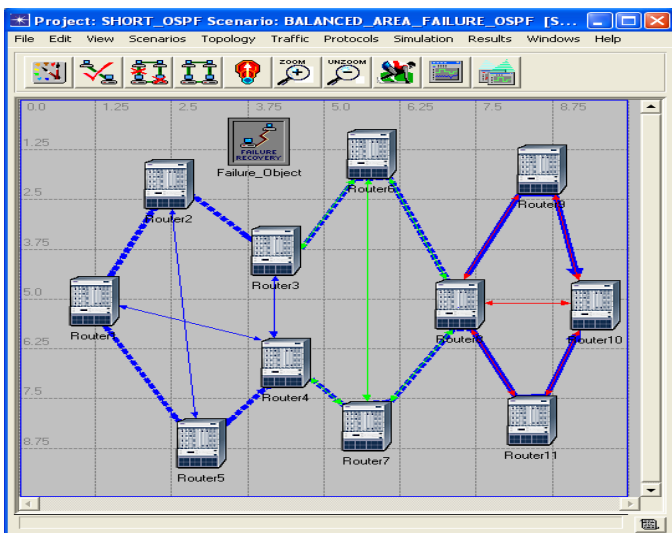 Project: SHORT_OSPF Scenario: BALANCED_AREA_FAILURE_OSPF [S...
File Edit View Scenarios Topology Traffic Protocols Simulation Results Windows Help
ZOOM UNZOOM
0.0 1.25 2.5 3.75 5.0 6.25 7.5 8.75
1.25
FAILURE
RECOVERY
Failure_Object
Router6
2.5
Router2
Router9
3.75
Router3
5.0
Router
Router10
6.25
Router4
7.5
Router11
8.75
Router7
Router5